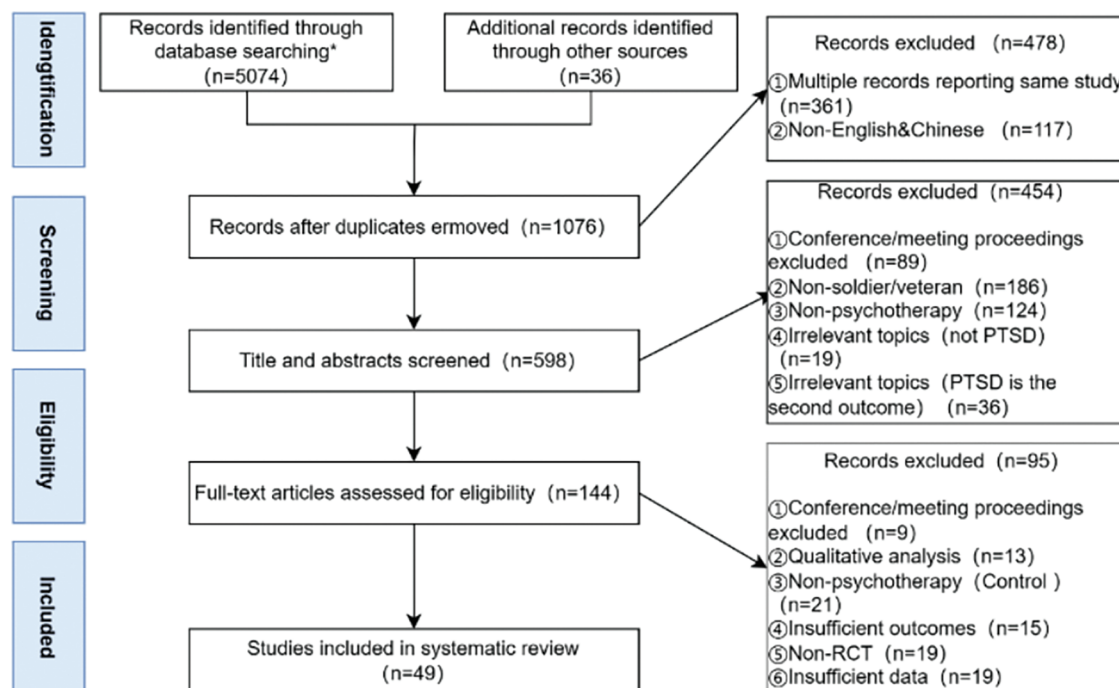 Idengtification
Records identified through
database searching*
(n=5074)
Additional records identified
through other sources
(n=36)
Records excluded (n=478)
①Multiple records reporting same study
(n=361)
②Non-English&Chinese (n=117)
Screening
Records after duplicates ermoved (n=1076)
Records excluded (n=454)
①Conference/meeting proceedings
excluded (n=89)
②Non-soldier/veteran (n=186)
③Non-psychotherapy (n=124)
④Irrelevant topics (not PTSD)
(n=19)
⑤Irrelevant topics (PTSD is the
second outcome) (n=36)
Title and abstracts screened (n=598)
Eligibility
Full-text articles assessed for eligibility (n=144)
Records excluded (n=95)
①Conference/meeting proceedings
excluded (n=9)
②Qualitative analysis (n=13)
③Non-psychotherapy (Control )
(n=21)
④Insufficient outcomes (n=15)
⑤Non-RCT (n=19)
⑥Insufficient data (n=19)
Included
Studies included in systematic review
(n=49)